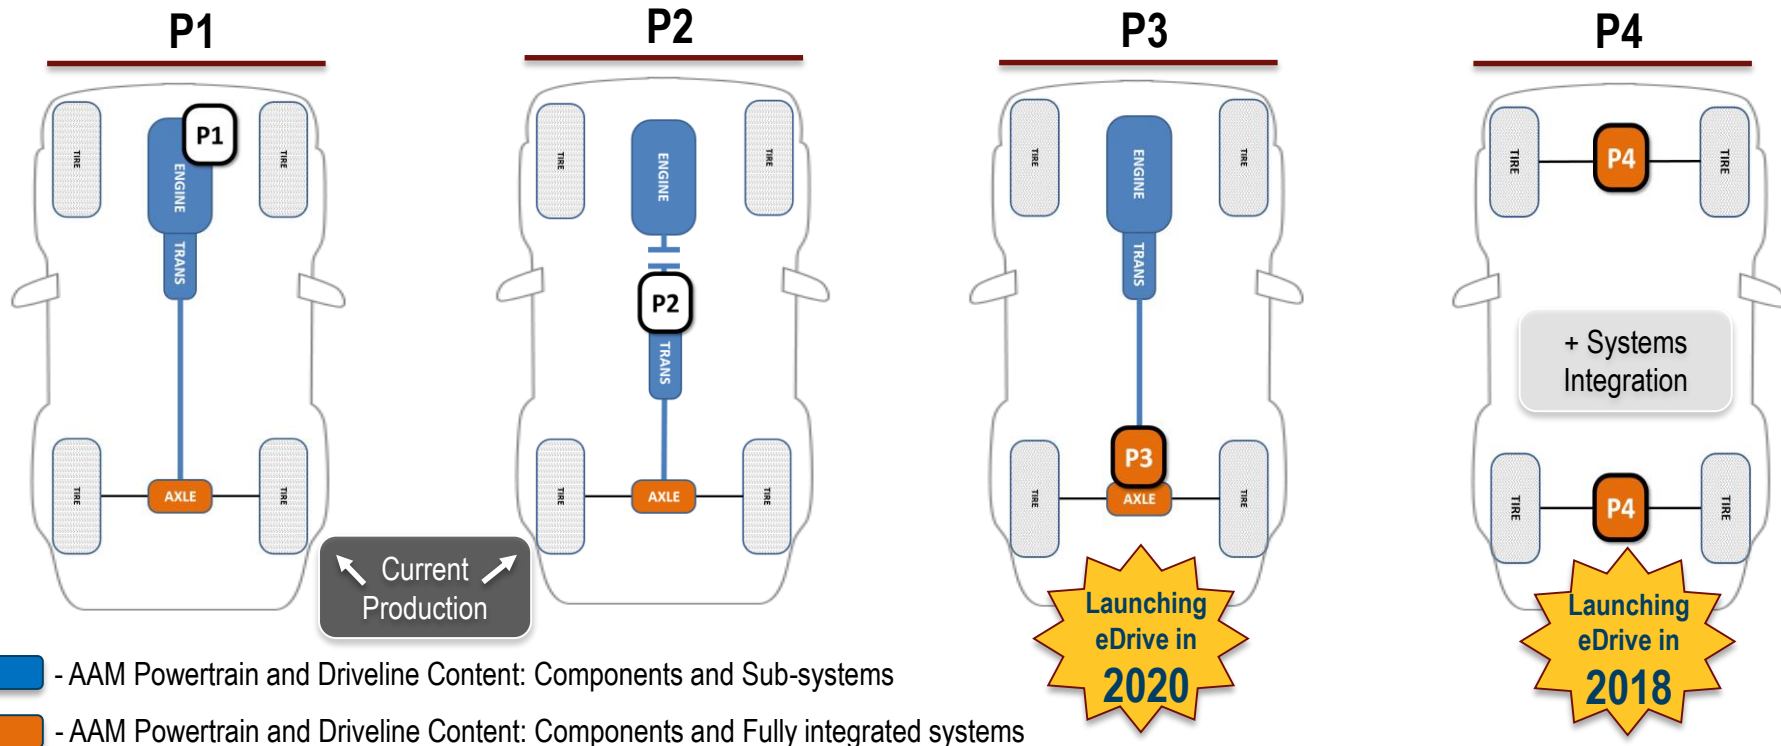 P1
P2
P3
P4
TIRE
P1
ENGINE
TRANS
TIRE
TIRE
AXLE
TIRE
TIRE
ENGINE
P2
TRANS
TIRE
TIRE
AXLE
TIRE
TIRE
ENGINE
TRANS
TIRE
TIRE
P3
AXLE
TIRE
TIRE
P4
TIRE
+ Systems
Integration
TIRE
P4
TIRE
Current
Production
Launching
eDrive in
2020
Launching
eDrive in
2018
- AAM Powertrain and Driveline Content: Components and Sub-systems
- AAM Powertrain and Driveline Content: Components and Fully integrated systems